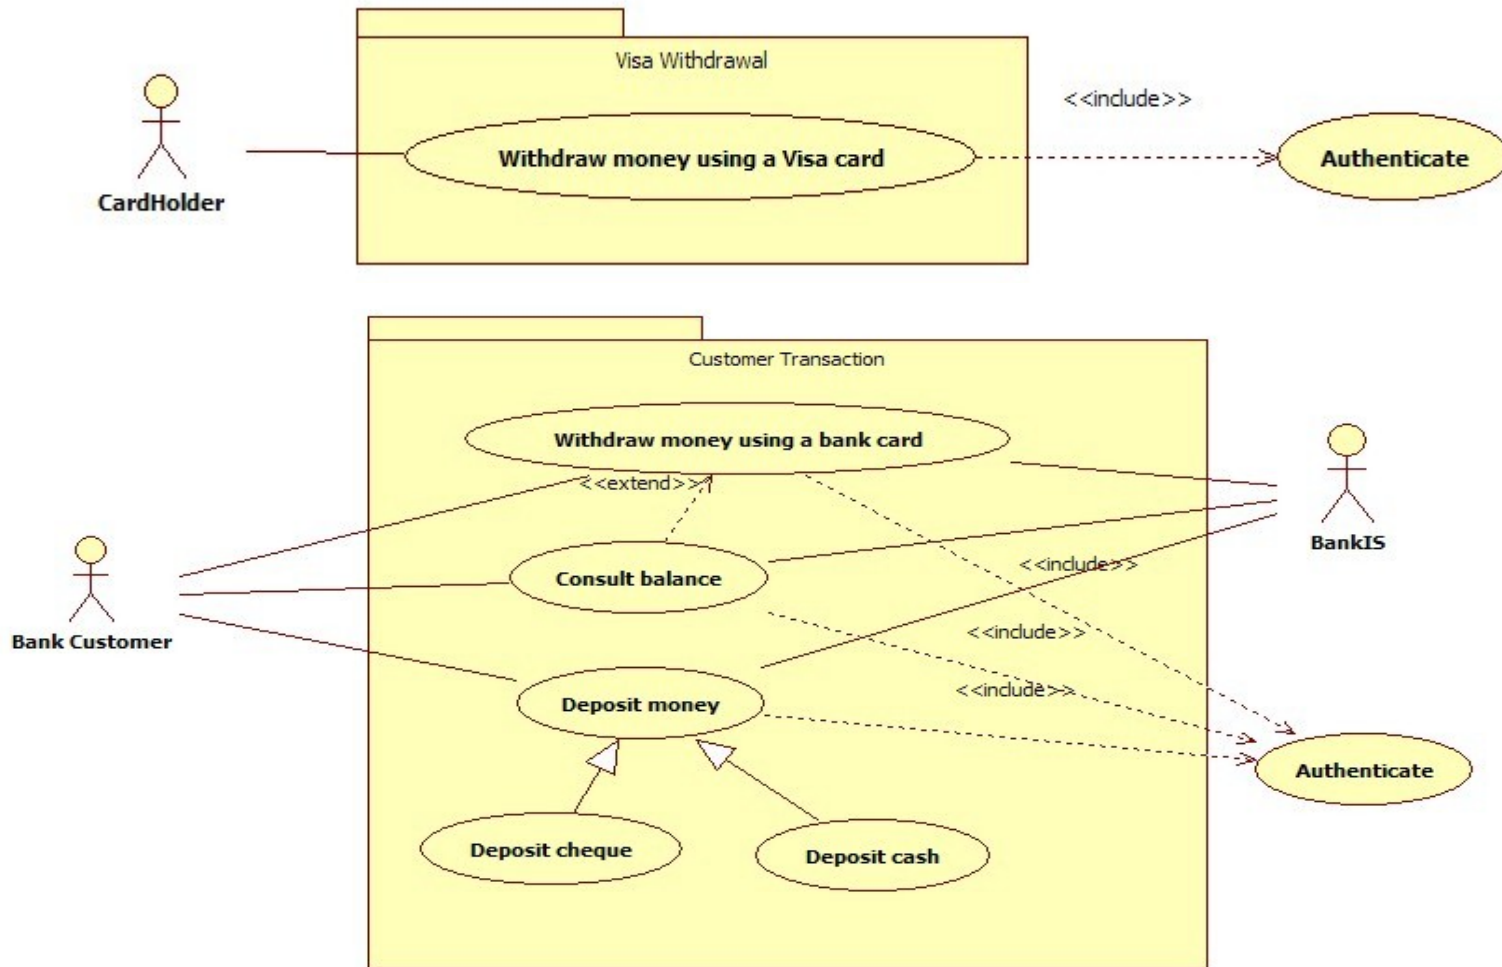 Visa Withdrawal
<<include>>
Withdraw money using a Visa card
Authenticate
CardHolder
Customer Transaction
Withdraw money using a bank card
<<extend>>
BankIS
<<include>>
Consult balance
Bank Customer
<<include>>
<<include>>
Deposit money
Authenticate
Deposit cheque
Deposit cash